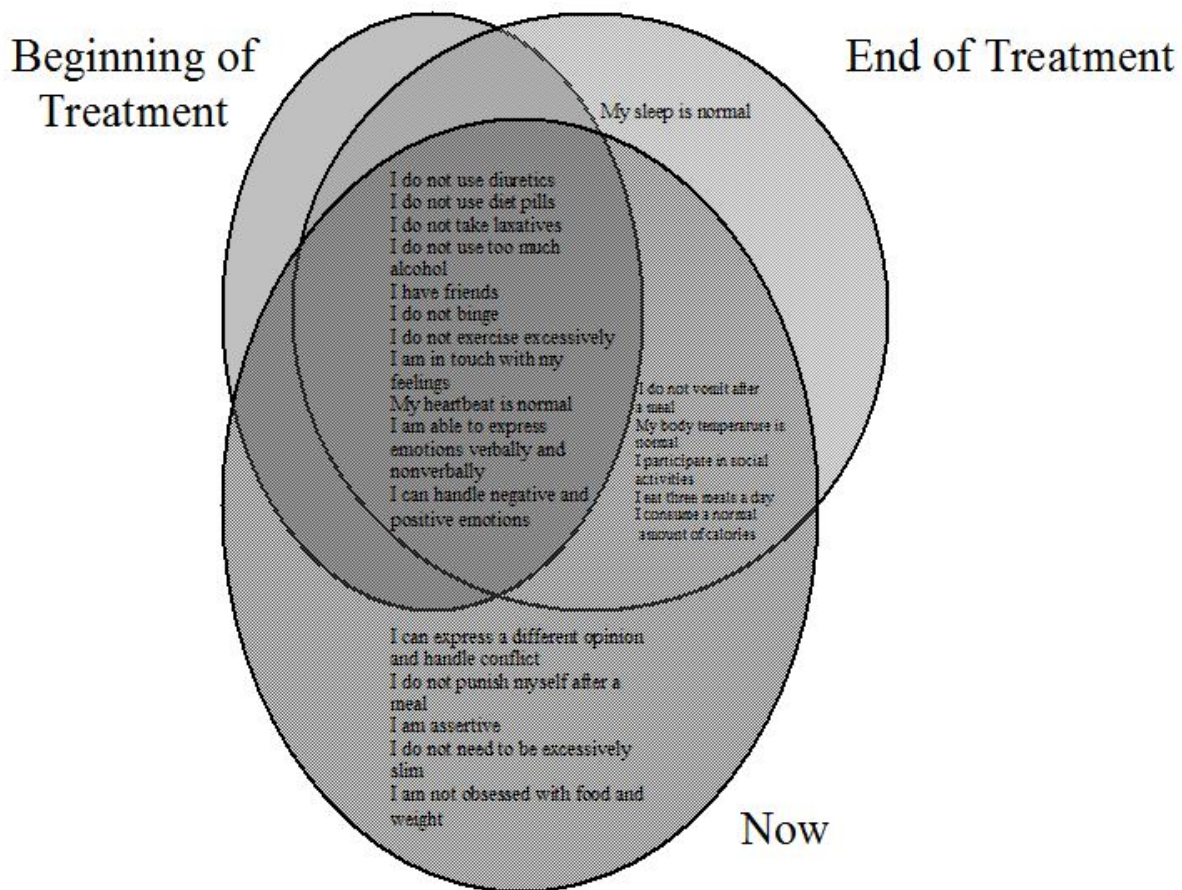 Beginning of
Treatment
End of Treatment
My sleep is normal
I do not use diuretics
I do not use diet pills
I do not take laxatives
I do not use too much
alcohol
I have friends
I do not binge
I do not exercise excessively
I am in touch with my
feelings
My heartbeat is normal
I am able to express
emotions verbally and
nonverbally
I can handle negative and
positive emotions
I do not vomit after
a meal
My body temperature is
normal
I participate in social
activities
I eat three meals a day
I consume a normal
amount of calories
I can express a different opinion
and handle conflict
I do not punish myself after a
meal
I am assertive
I do not need to be excessively
slim
I am not obsessed with food and
weight
Now